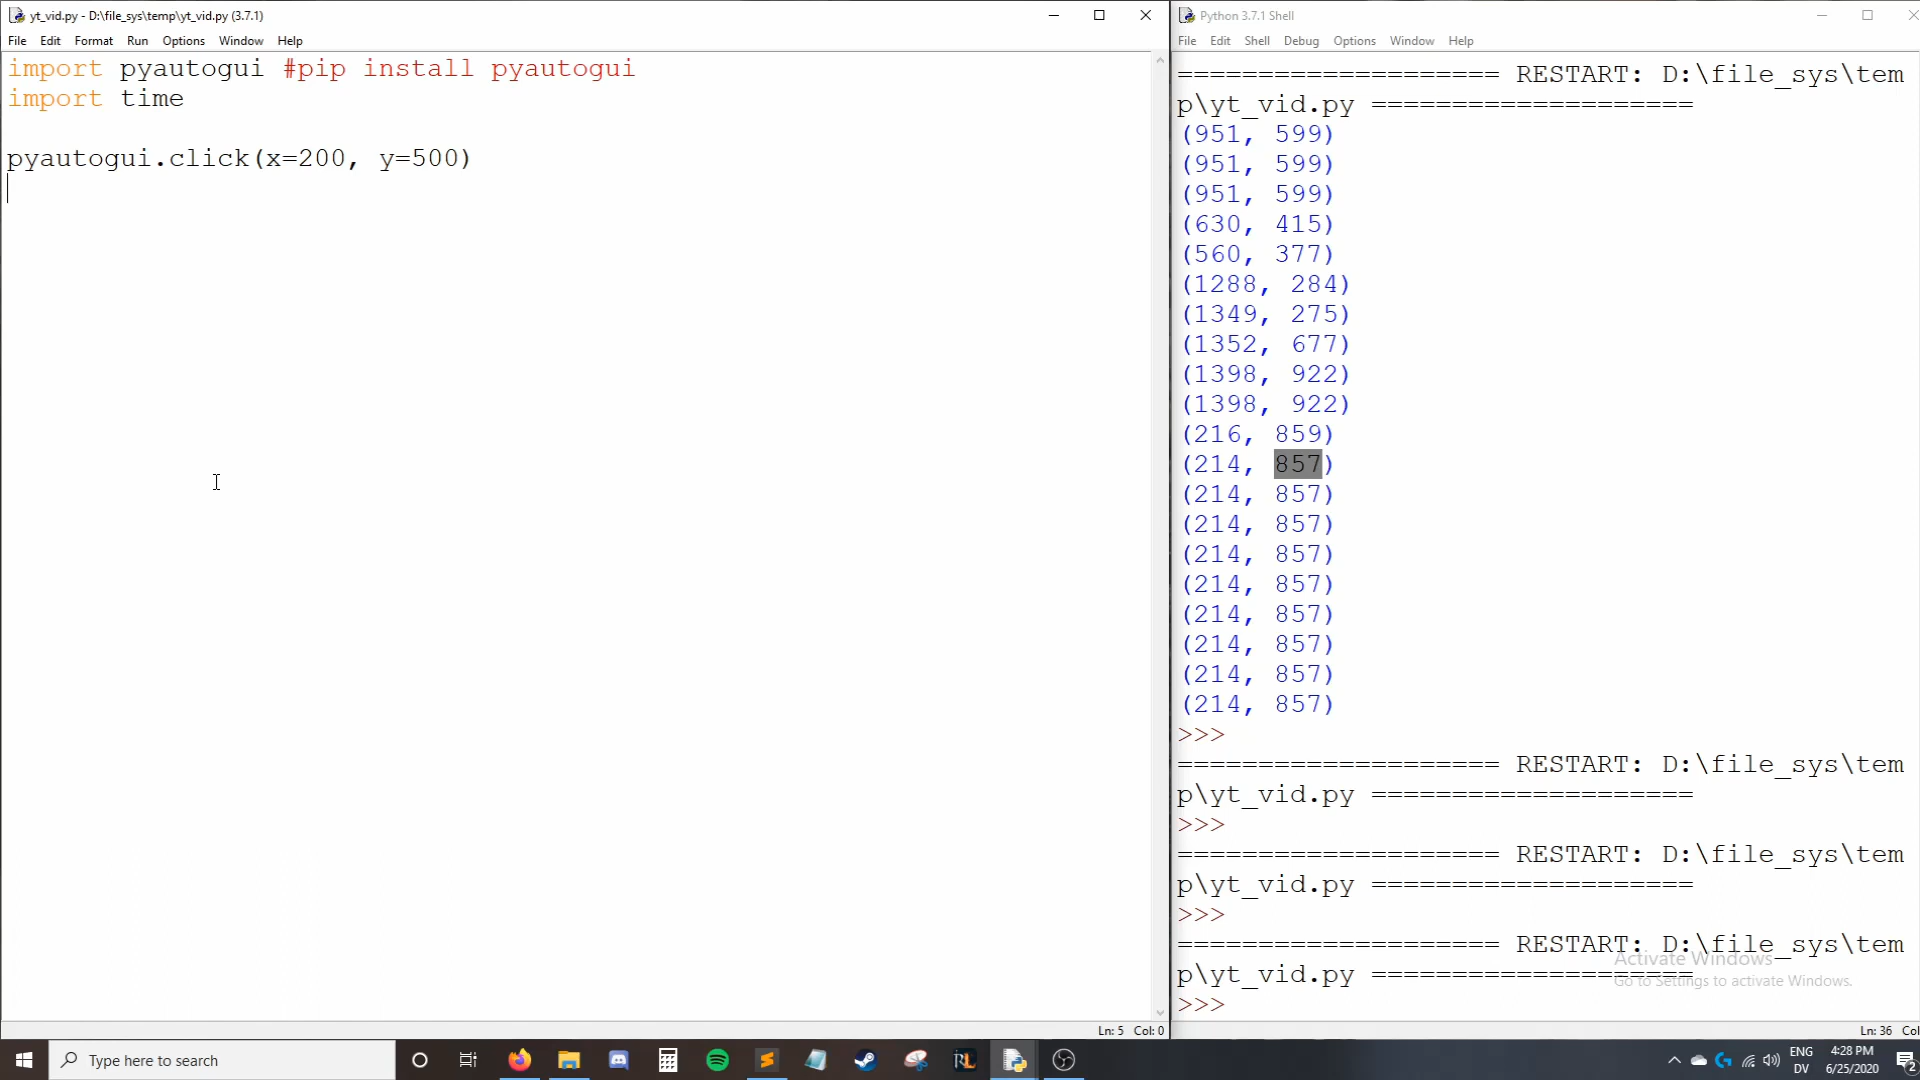 yt_vid.py - D:\file_sys\temp\yt_vid.py (3.7.1)
File Edit Format Run Options Window Help
import pyautogui #pip install pyautogui
import time
pyautogui.click(x=200, y=500)
Ln: 5 Col: 0
Python 3.7.1 Shell
File Edit Shell Debug Options Window Help
==================== RESTART: D:\file_sys\tem
p\yt_vid.py ====================
(951, 599)
(951, 599)
(951, 599)
(630, 415)
(560, 377)
(1288, 284)
(1349, 275)
(1352, 677)
(1398, 922)
(1398, 922)
(216, 859)
(214, 857)
(214, 857)
(214, 857)
(214, 857)
(214, 857)
(214, 857)
(214, 857)
(214, 857)
(214, 857)
>>>
==================== RESTART: D:\file_sys\tem
p\yt_vid.py ====================
>>>
==================== RESTART: D:\file_sys\tem
p\yt_vid.py ====================
>>>
==================== RESTART: D:\file_sys\tem
p\yt_vid.py ====================
>>>
Activate Windows
Go to Settings to activate Windows.
Ln: 36 Col
Type here to search
RL
ENG
DV
4:28 PM
6/25/2020
2